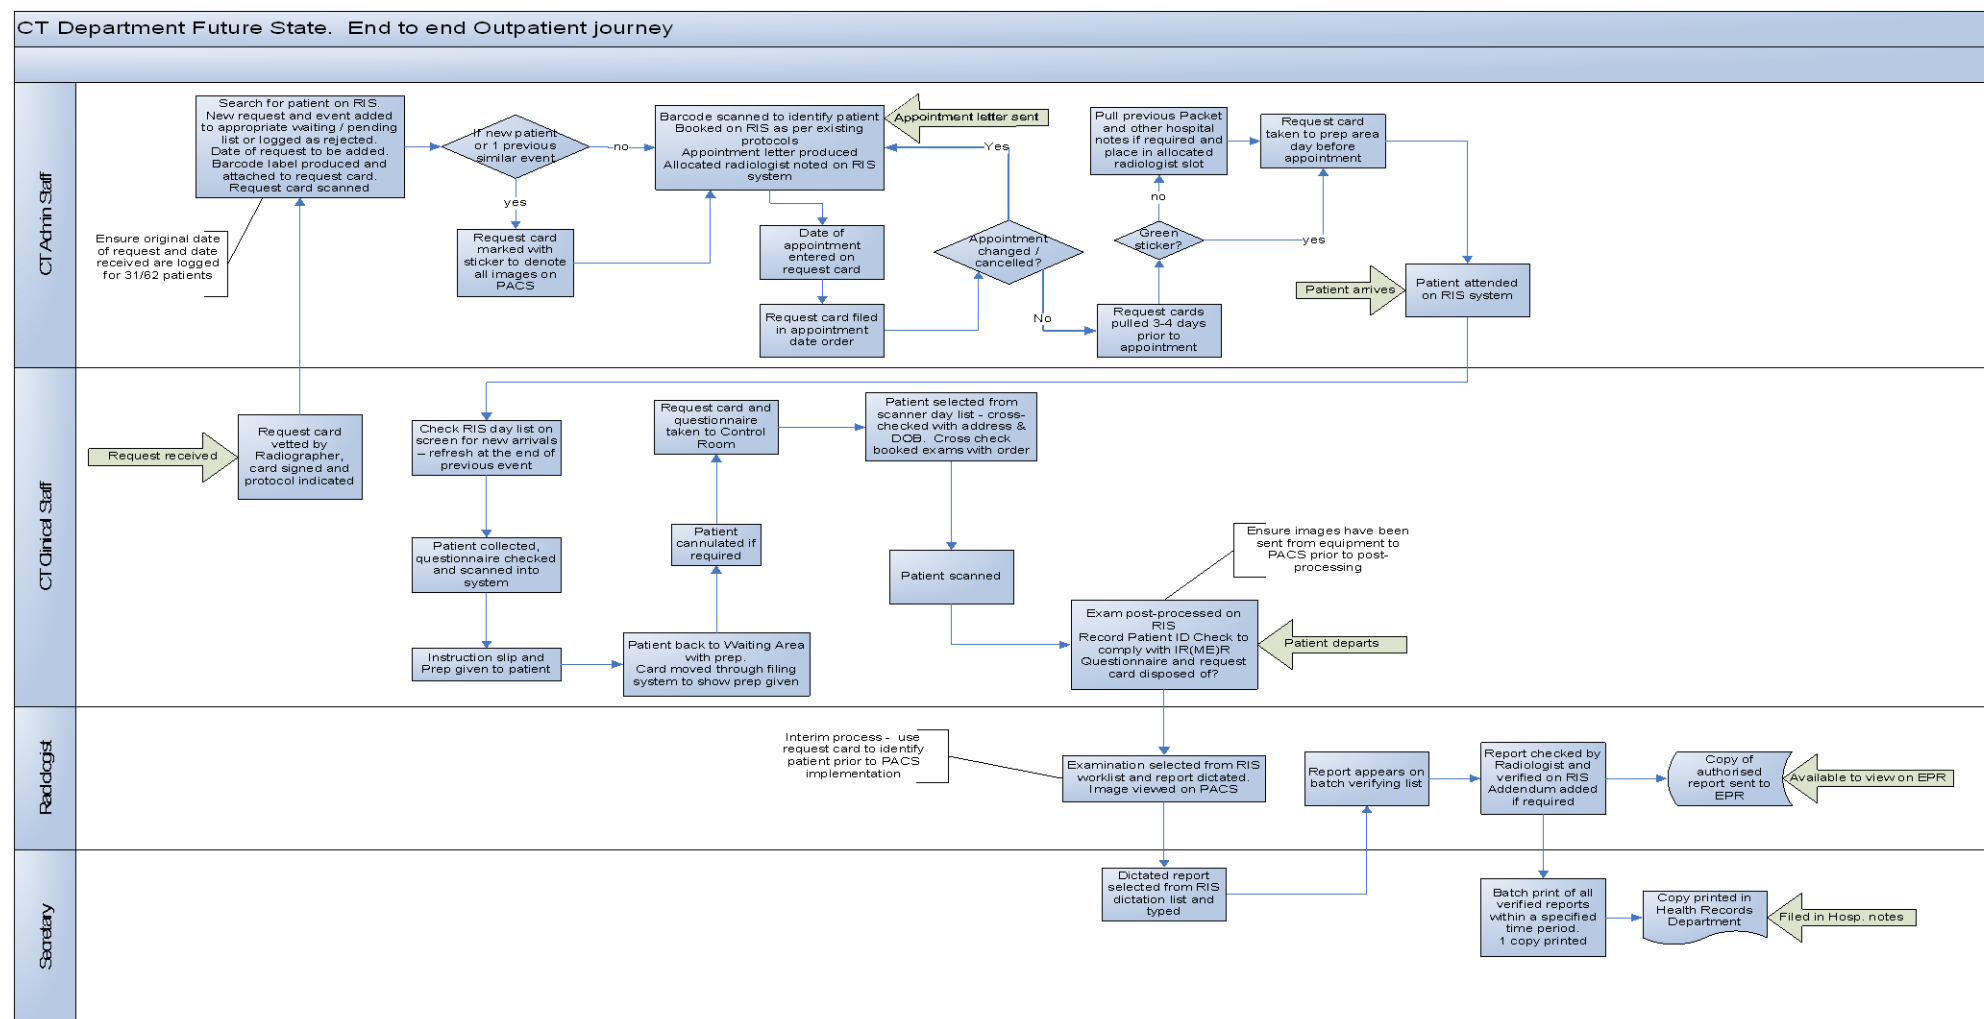 CT Department Future State.  End to end Outpatient journey
CT Admin Staff
Search for patient on RIS.
New request and event added
to appropriate waiting / pending
list or logged as rejected.
Date of request to be added.
Barcode label produced and
attached to request card.
Request card scanned
Ensure original date
of request and date
received are logged
for 31/62 patients
If new patient
or 1 previous
similar event
no
yes
Request card
marked with
sticker to denote
all images on
PACS
Barcode scanned to identify patient
Booked on RIS as per existing
protocols
Appointment letter produced
Allocated radiologist noted on RIS
system
Appointment letter sent
Yes
Date of
appointment
entered on
request card
Request card filed
in appointment
date order
Appointment
changed /
cancelled?
No
Request cards
pulled 3-4 days
prior to
appointment
Green
sticker?
no
yes
Pull previous Packet
and other hospital
notes if required and
place in allocated
radiologist slot
Request card
taken to prep area
day before
appointment
Patient arrives
Patient attended
on RIS system
CT Clinical Staff
Request received
Request card
vetted by
Radiographer,
card signed and
protocol indicated
Check RIS day list on
screen for new arrivals
– refresh at the end of
previous event
Patient collected,
questionnaire checked
and scanned into
system
Instruction slip and
Prep given to patient
Patient back to Waiting Area
with prep.
Card moved through filing
system to show prep given
Patient
cannulated if
required
Request card and
questionnaire
taken to Control
Room
Patient selected from
scanner day list - cross-
checked with address &
DOB.  Cross check
booked exams with order
Patient scanned
Ensure images have been
sent from equipment to
PACS prior to post-
processing
Exam post-processed on
RIS
Record Patient ID Check to
comply with IR(ME)R
Questionnaire and request
card disposed of?
Patient departs
Radiologist
Interim process -  use
request card to identify
patient prior to PACS
implementation
Examination selected from RIS
worklist and report dictated.
Image viewed on PACS
Report appears on
batch verifying list
Report checked by
Radiologist and
verified on RIS
Addendum added
if required
Copy of
authorised
report sent to
EPR
Available to view on EPR
Secretary
Dictated report
selected from RIS
dictation list and
typed
Batch print of all
verified reports
within a specified
time period.
1 copy printed
Copy printed in
Health Records
Department
Filed in Hosp. notes